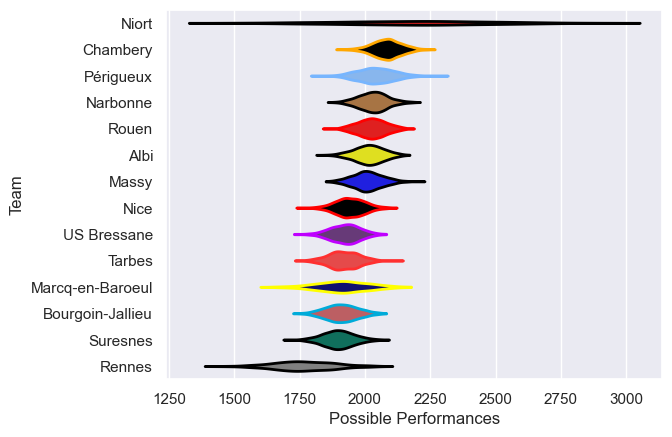 Niort
Chambery
Périgueux
Narbonne
Rouen
Albi
Massy
Nice
US Bressane
Tarbes
Marcq-en-Baroeul
Bourgoin-Jallieu
Suresnes
Rennes
Team
1250 1500 1750 2000 2250 2500 2750 3000
Possible Performances